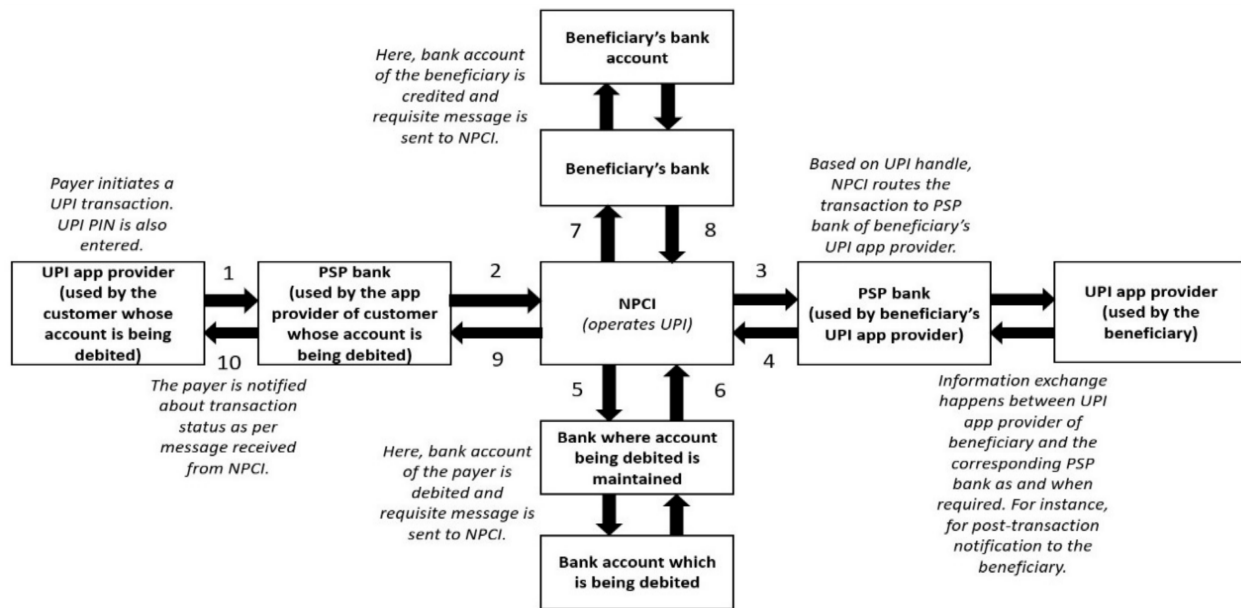 Beneficiary's bank
account
Here, bank account
of the beneficiary is
credited and
requisite message is
sent to NPCI.
Beneficiary's bank
Based on UPI handle,
NPCI routes the
transaction to PSP
bank of beneficiary's
UPI app provider.
Payer initiates a
UPI transaction.
UPI PIN is also
entered.
7
8
UPI app provider
(used by the
customer whose
account is being
debited)
1
10
PSP bank
(used by the app
provider of customer
whose account is
being debited)
2
9
NPCI
(operates UPI)
3
4
PSP bank
(used by beneficiary's
UPI app provider)
UPI app provider
(used by the
beneficiary)
The payer is notified
about transaction
status as per
message received
from NPCI.
5
6
Information exchange
happens between UPI
app provider of
beneficiary and the
corresponding PSP
bank as and when
required. For instance,
for post-transaction
notification to the
beneficiary.
Here, bank account
of the payer is
debited and
requisite message is
sent to NPCI.
Bank where account
being debited is
maintained
Bank account which
is being debited